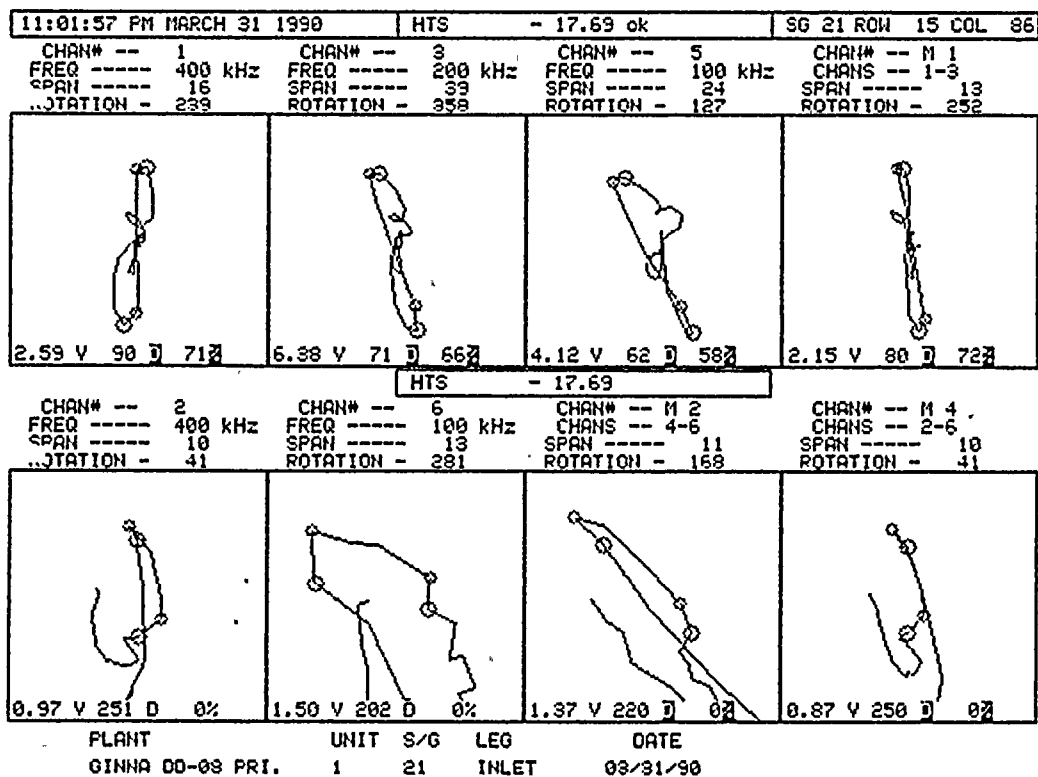 11:01:57 PM MARCH 31 1990 HTS - 17.69 ok SG 21 ROW 15 COL 86
CHAN# -- 1 CHAN# -- 3 CHAN# -- 5 CHAN# -- M 1
FREQ ----- 400 kHz FREQ ----- 200 kHz FREQ ----- 100 kHz CHANS -- 1-3
SPAN ----- 16 SPAN ----- 39 SPAN ----- 24 SPAN ----- 13
ROTATION - 239 ROTATION - 358 ROTATION - 127 ROTATION - 252
2.59 V 90 D 71% 6.38 V 71 D 66% 4.12 V 62 D 58% 2.15 V 80 D 72%
HTS - 17.69
CHAN# -- 2 CHAN# -- 6 CHAN# -- M 2 CHAN# -- M 4
FREQ ----- 400 kHz FREQ ----- 100 kHz CHANS -- 4-6 CHANS -- 2-6
SPAN ----- 10 SPAN ----- 13 SPAN ----- 11 SPAN ----- 10
ROTATION - 41 ROTATION - 281 ROTATION - 168 ROTATION - 41
0.97 V 251 D 0% 1.50 V 202 D 0% 1.37 V 220 D 0% 0.87 V 250 D 0%
PLANT UNIT S/G LEG DATE
GINNA DD-08 PRI. 1 21 INLET 03/31/90